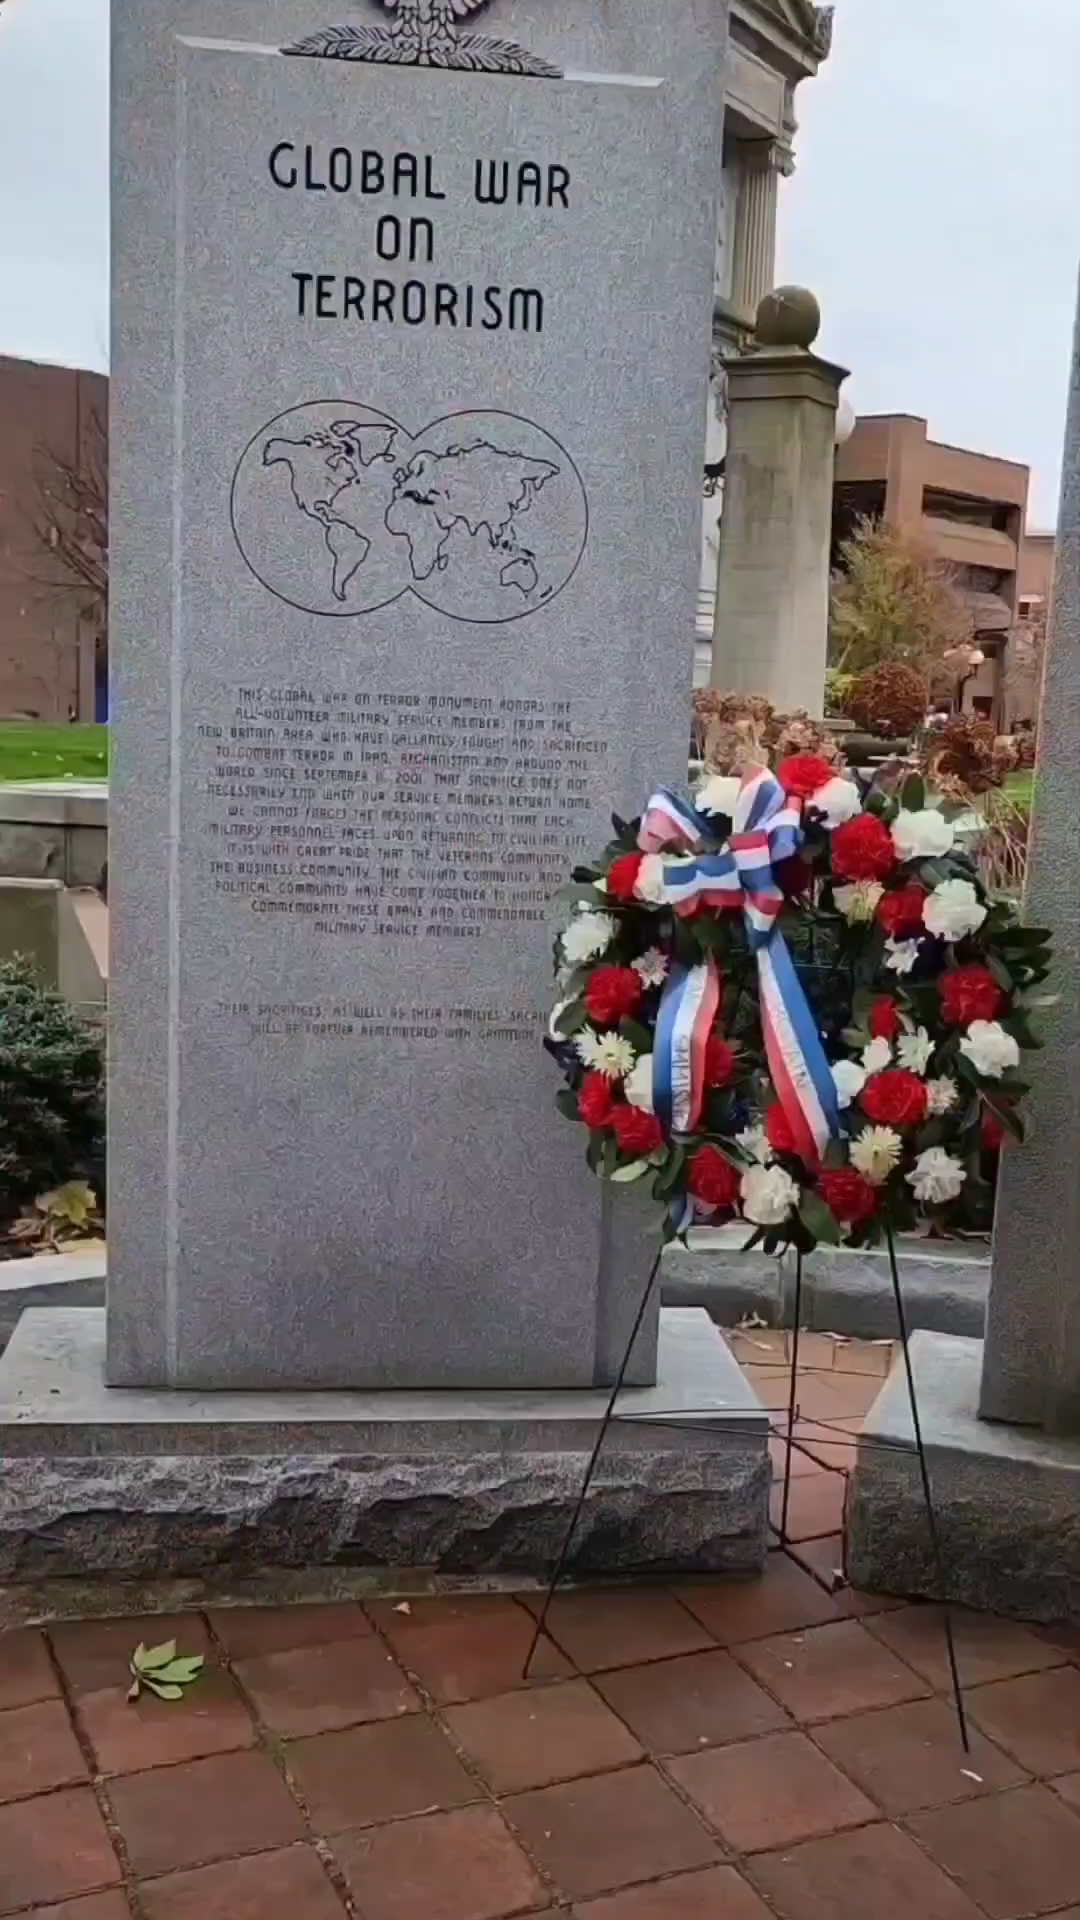 GLOBAL WAR
ON
TERRORISM
THIS GLOBAL WAR ON TERROR MONUMENT HONORS THE
ALL-VOLUNTEER MILITARY SERVICE MEMBERS FROM THE
NEW BRITAIN AREA WHO HAVE GALLANTLY FOUGHT AND SACRIFICED
TO COMBAT TERROR IN IRAQ, AFGHANISTAN AND AROUND THE
WORLD SINCE SEPTEMBER 11, 2001. THAT SACRIFICE DOES NOT
NECESSARILY END WHEN OUR SERVICE MEMBERS RETURN HOME
WE CANNOT FORGET THE PERSONAL CONFLICTS THAT EACH
MILITARY PERSONNEL FACES UPON RETURNING TO CIVILIAN LIFE
IT IS WITH GREAT PRIDE THAT THE VETERANS COMMUNITY,
THE BUSINESS COMMUNITY, THE CIVILIAN COMMUNITY AND
POLITICAL COMMUNITY HAVE COME TOGETHER TO HONOR
COMMEMORATE THESE BRAVE AND COMMENDABLE
MILITARY SERVICE MEMBERS
THEIR SACRIFICES, AS WELL AS THEIR FAMILIES' SACRI
WILL BE FOREVER REMEMBERED WITH GRATITUDE